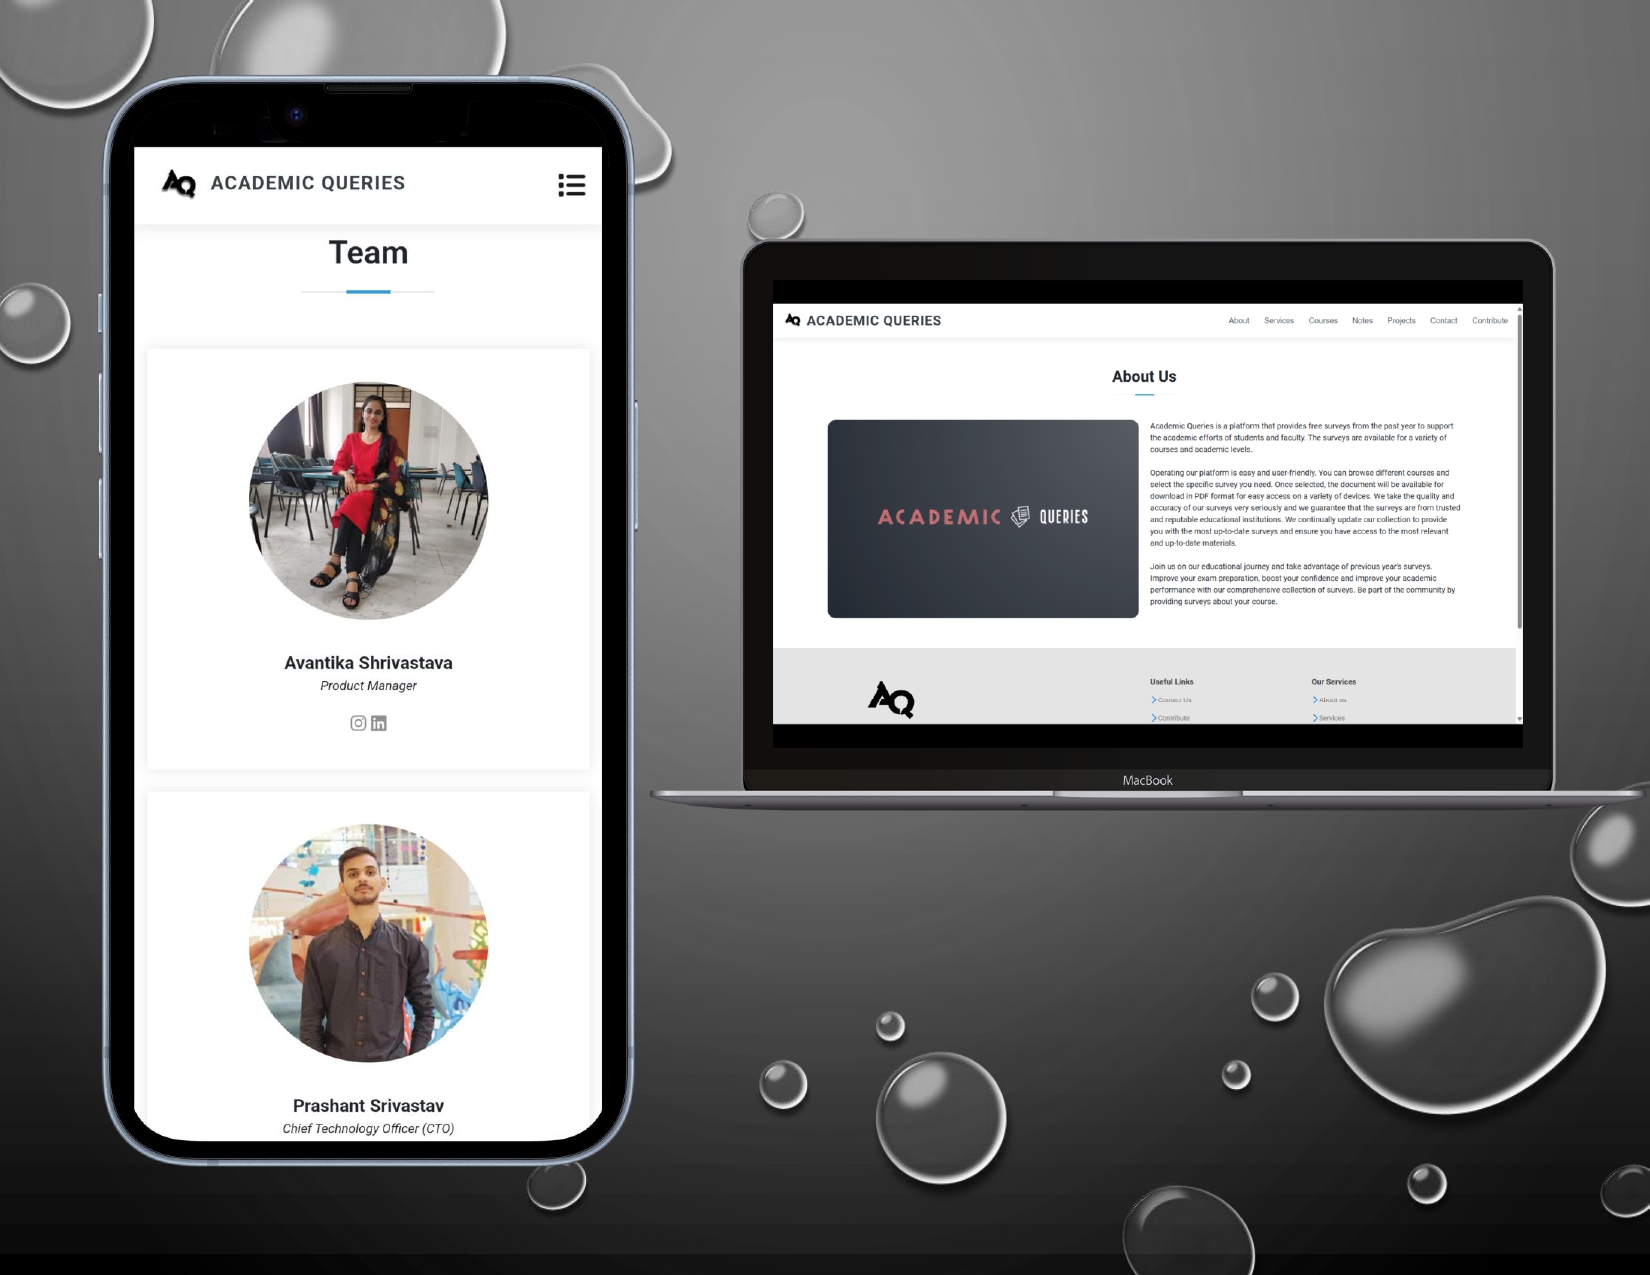 AQ ACADEMIC QUERIES
Team
Avantika Shrivastava
Product Manager
Prashant Srivastav
Chief Technology Officer (CTO)
AQ ACADEMIC QUERIES
About Services Courses Notes Projects Contact Contribute
About Us
ACADEMIC QUERIES
Academic Queries is a platform that provides free surveys from the past year to support
the academic efforts of students and faculty. The surveys are available for a variety of
courses and academic levels.
Operating our platform is easy and user-friendly. You can browse different courses and
select the specific survey you need. Once selected, the document will be available for
download in PDF format for easy access on a variety of devices. We take the quality and
accuracy of our surveys very seriously and we guarantee that the surveys are from trusted
and reputable educational institutions. We continually update our collection to provide
you with the most up-to-date surveys and ensure you have access to the most relevant
and up-to-date materials.
Join us on our educational journey and take advantage of previous year's surveys.
Improve your exam preparation, boost your confidence and improve your academic
performance with our comprehensive collection of surveys. Be part of the community by
providing surveys about your course.
AQ
Useful Links
Contact Us
Contribute
Our Services
About us
Services
MacBook